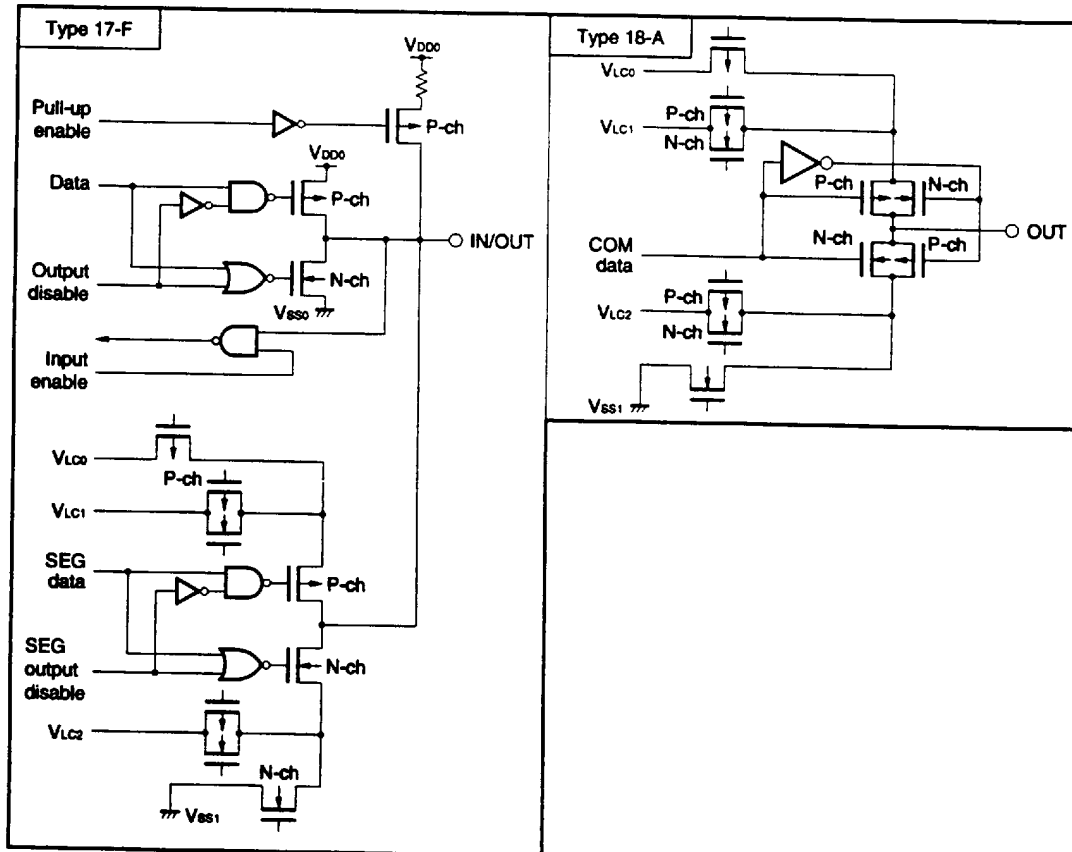 Type 17-F
VDD0
Pull-up
enable
P-ch
VDD0
Data
P-ch
IN/OUT
Output
disable
N-ch
VSS0
Input
enable
VLC0
P-ch
VLC1
SEG
data
P-ch
SEG
output
disable
N-ch
VLC2
N-ch
VSS1
Type 18-A
VLC0
P-ch
VLC1
N-ch
P-ch
N-ch
OUT
N-ch
P-ch
COM
data
P-ch
VLC2
N-ch
VSS1